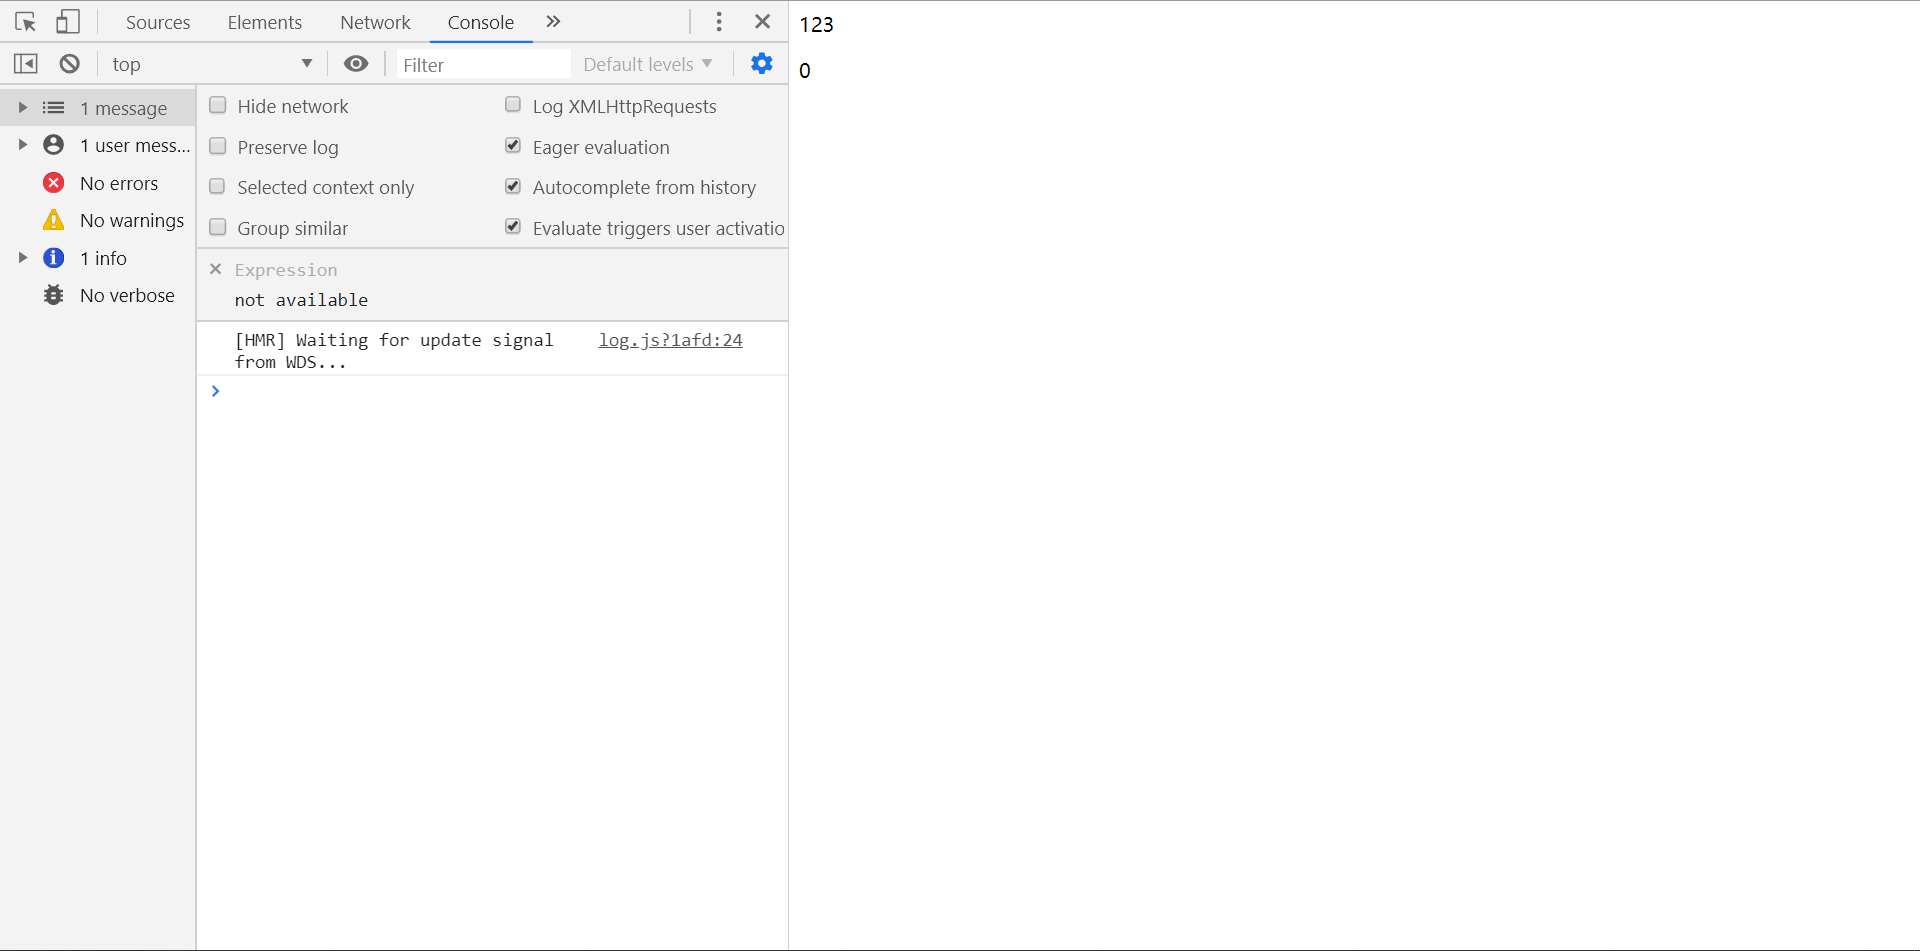 Sources Elements Network Console
top Filter Default levels
1 message
1 user mess...
No errors
No warnings
1 info
No verbose
Hide network Log XMLHttpRequests
Preserve log Eager evaluation
Selected context only Autocomplete from history
Group similar Evaluate triggers user activatio
Expression
not available
[HMR] Waiting for update signal log.js?1afd:24
from WDS...
123
0